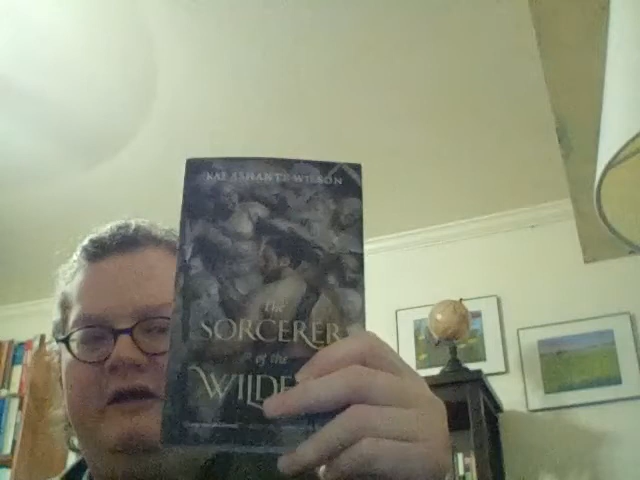 KAI ASHANTE WILSON
the
SORCERER
of the
WILDE